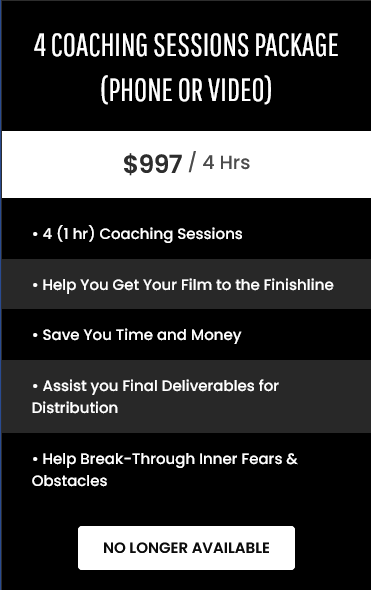 4 COACHING SESSIONS PACKAGE
(PHONE OR VIDEO)
$997 / 4 Hrs
• 4 (1 hr) Coaching Sessions
• Help You Get Your Film to the Finishline
• Save You Time and Money
• Assist you Final Deliverables for
Distribution
• Help Break-Through Inner Fears &
Obstacles
NO LONGER AVAILABLE